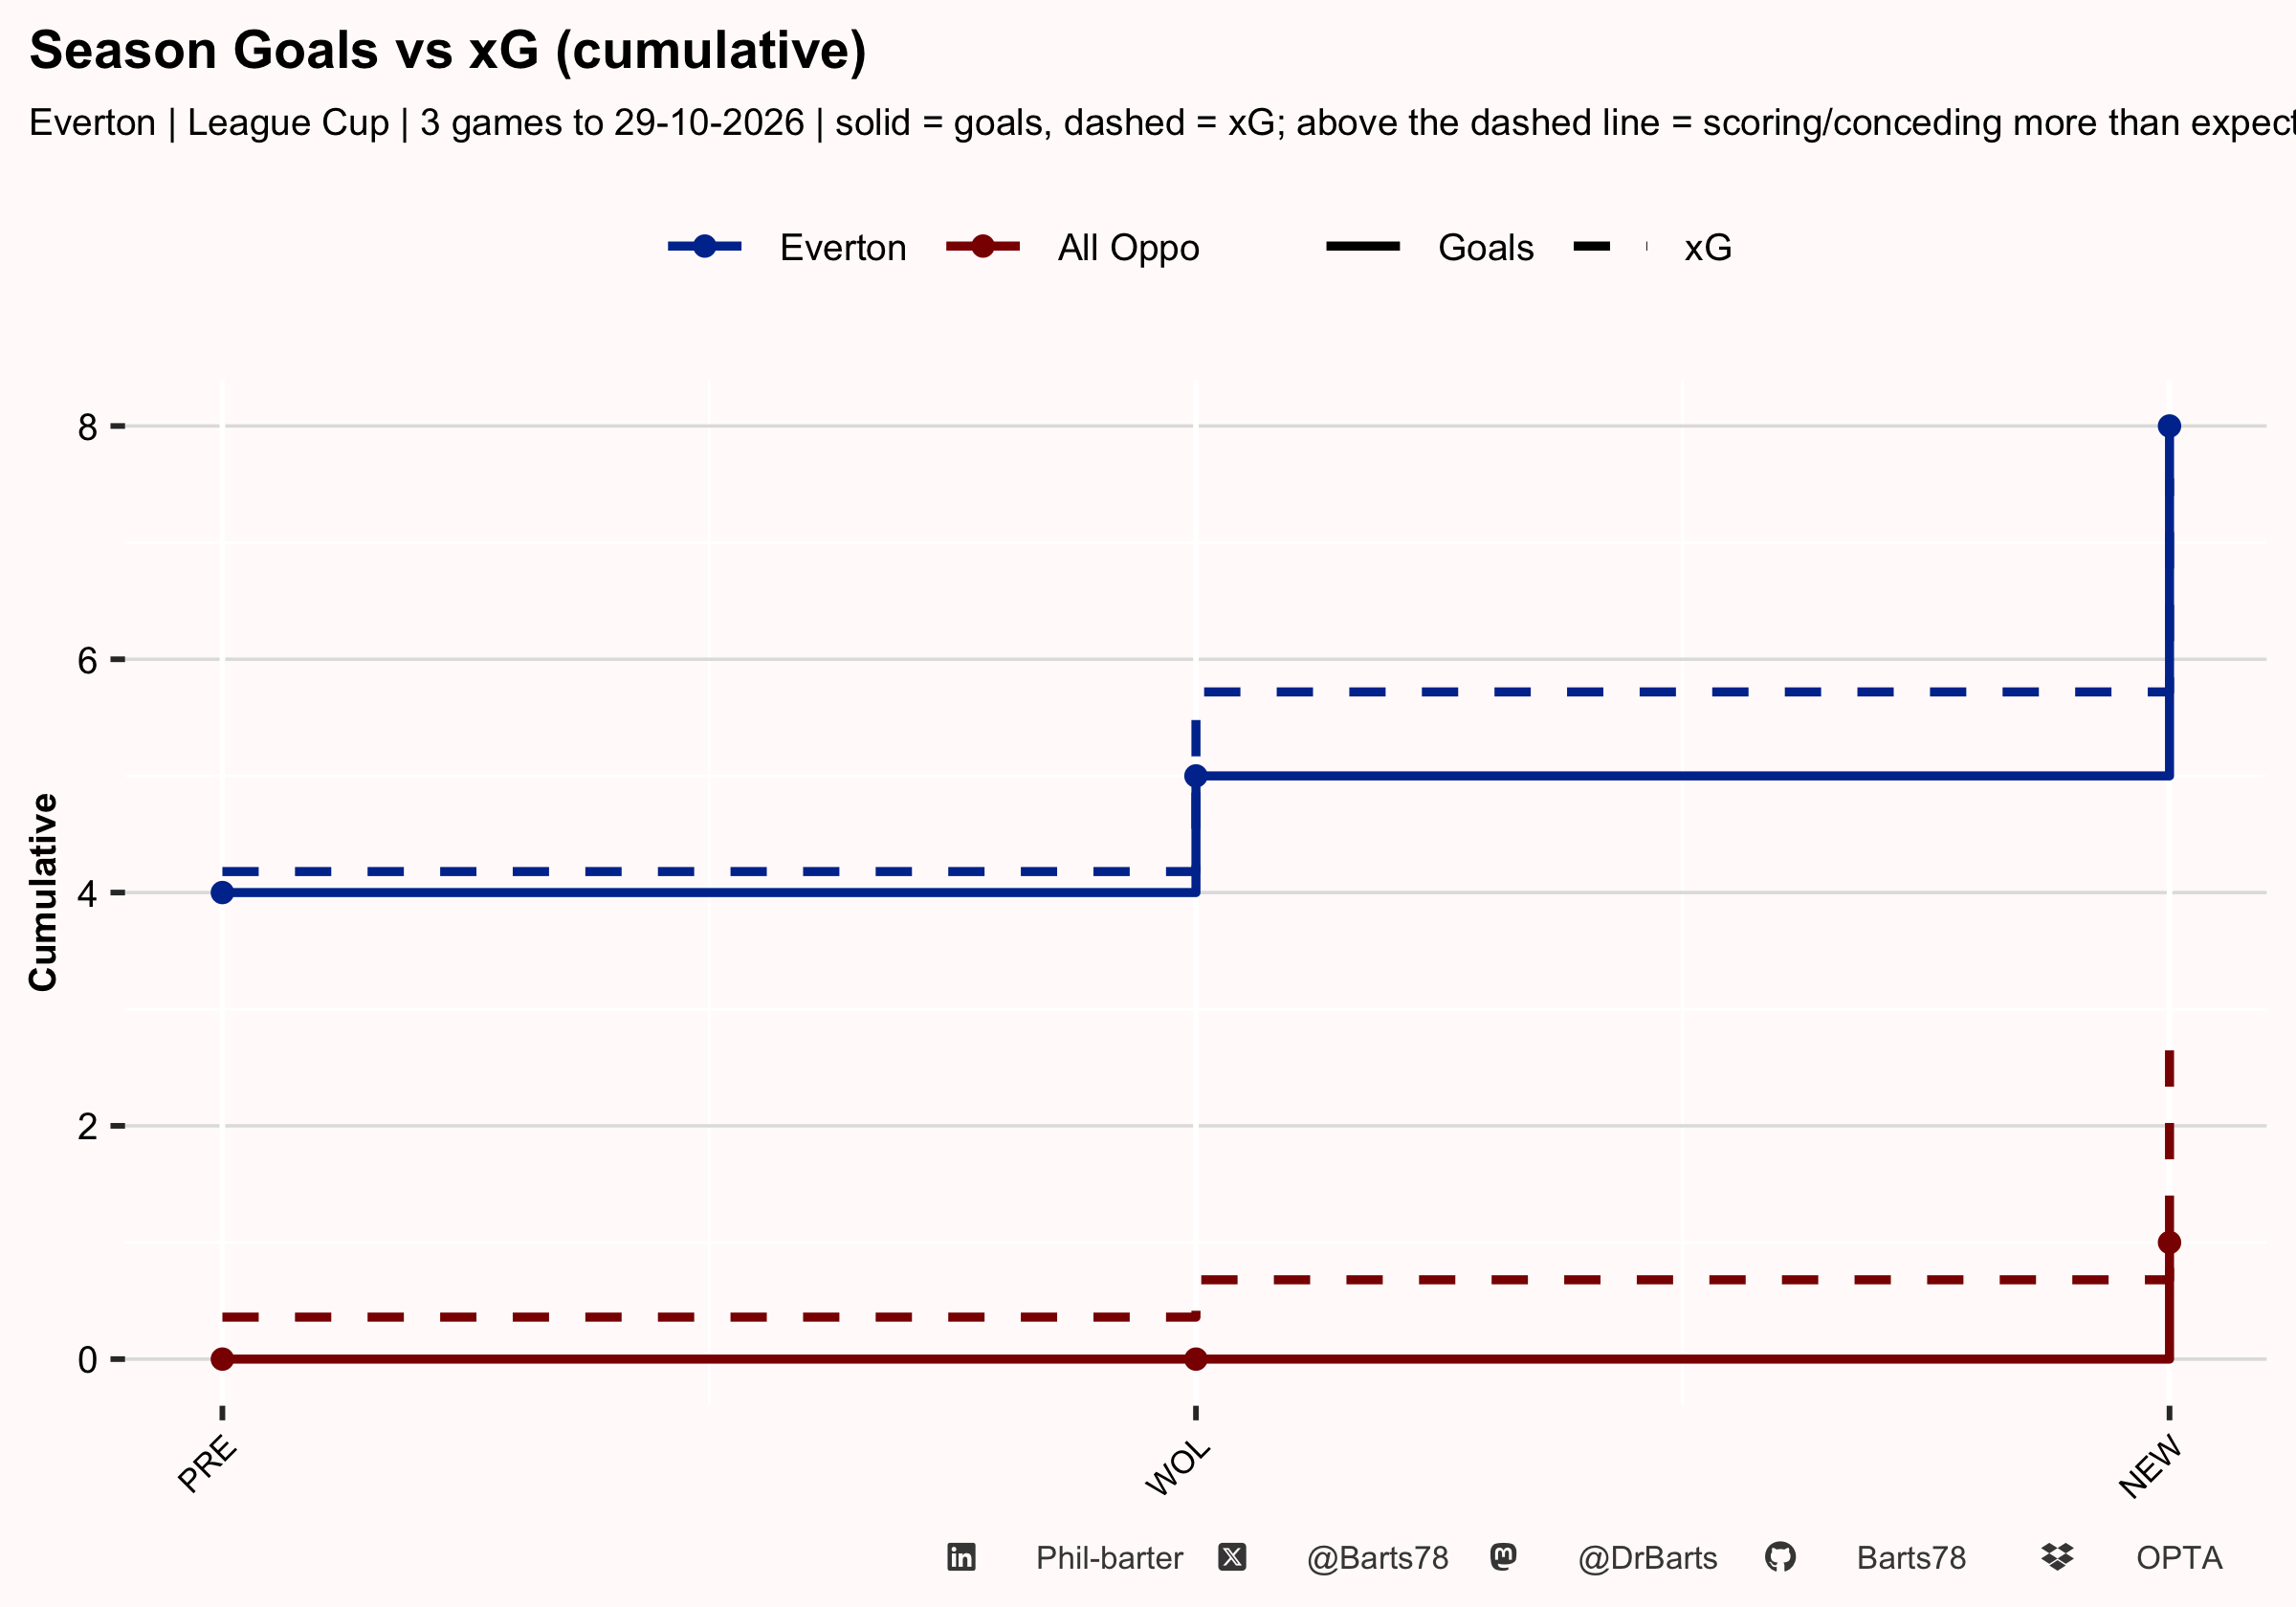 Season Goals vs xG (cumulative)
Everton | League Cup | 3 games to 29-10-2026 | solid = goals, dashed = xG; above the dashed line = scoring/conceding more than expect
Everton All Oppo Goals xG
8
6
4
2
0
Cumulative
PRE WOL NEW
Phil-barter @Barts78 @DrBarts Barts78 OPTA